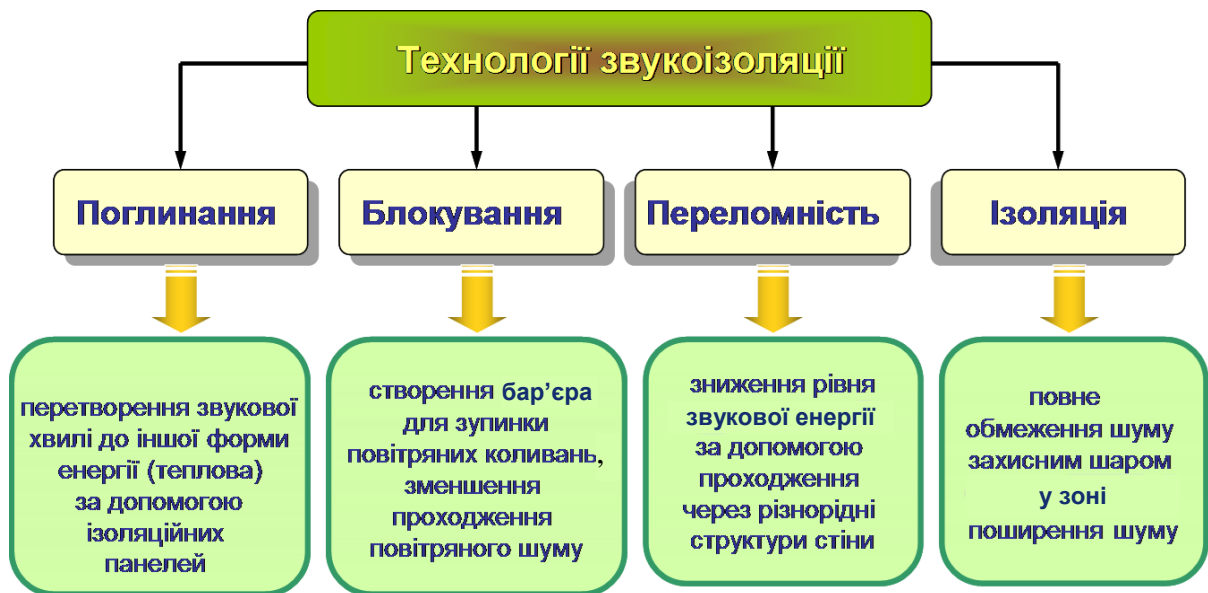 Технології звукоізоляції
Поглинання
Блокування
Переломність
Ізоляція
перетворення звукової
хвилі до іншої форми
енергії (теплова)
за допомогою
ізоляційних
панелей
створення бар’єра
для зупинки
повітряних коливань,
зменшення
проходження
повітряного шуму
зниження рівня
звукової енергії
за допомогою
проходження
через різнорідні
структури стіни
повне
обмеження шуму
захисним шаром
у зоні
поширення шуму